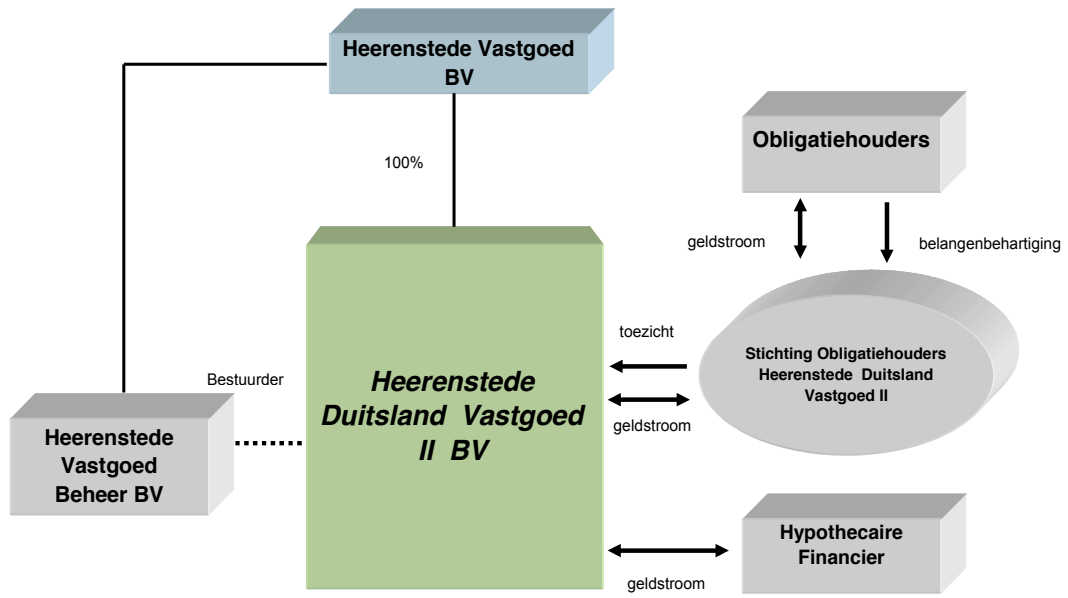 Heerenstede Vastgoed
BV
100%
Obligatiehouders
geldstroom
belangenbehartiging
toezicht
Stichting Obligatiehouders
Heerenstede Duitsland
Vastgoed II
geldstroom
Bestuurder
Heerenstede
Duitsland Vastgoed
II BV
Heerenstede
Vastgoed
Beheer BV
Hypothecaire
Financier
geldstroom